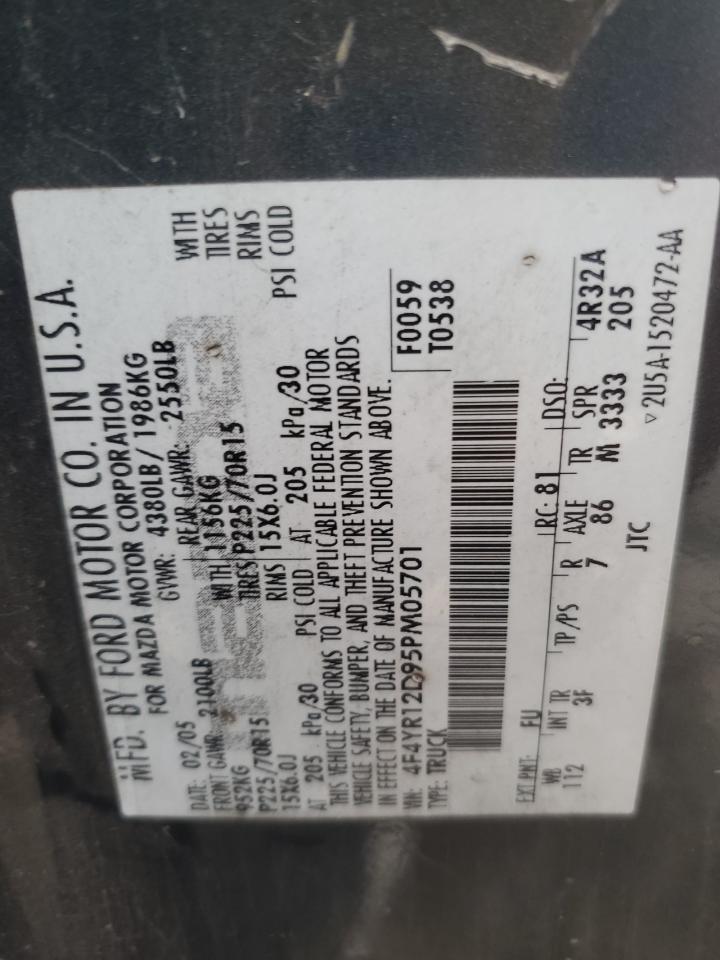 MFD. BY FORD MOTOR CO. IN U.S.A.
FOR MAZDA MOTOR CORPORATION
GVWR: 4380LB/ 1986KG
DATE: 02/05 REAR GAWR: 2550LB
FRONT GAWR: 2100LB WITH 1156KG WITH
952KG TIRES P225/70R15 TIRES
P225/70R15 RIMS 15X6.0J RIMS
15X6.0J AT 205 kPa/30 PSI COLD
AT 205 kPa/30 PSI COLD
THIS VEHICLE CONFORMS TO ALL APPLICABLE FEDERAL MOTOR
VEHICLE SAFETY, BUMPER, AND THEFT PREVENTION STANDARDS
IN EFFECT ON THE DATE OF MANUFACTURE SHOWN ABOVE.
VIN: 4F4YR12D95PM05701 F0059
TYPE: TRUCK T0538
EXT PNT: FU RC: 81 DSO:
WB INT TR TP/PS R AXLE TR SPR 4R32A
112 3F 7 86 M 3333 205
JTC
▽2U5A-1520472-AA